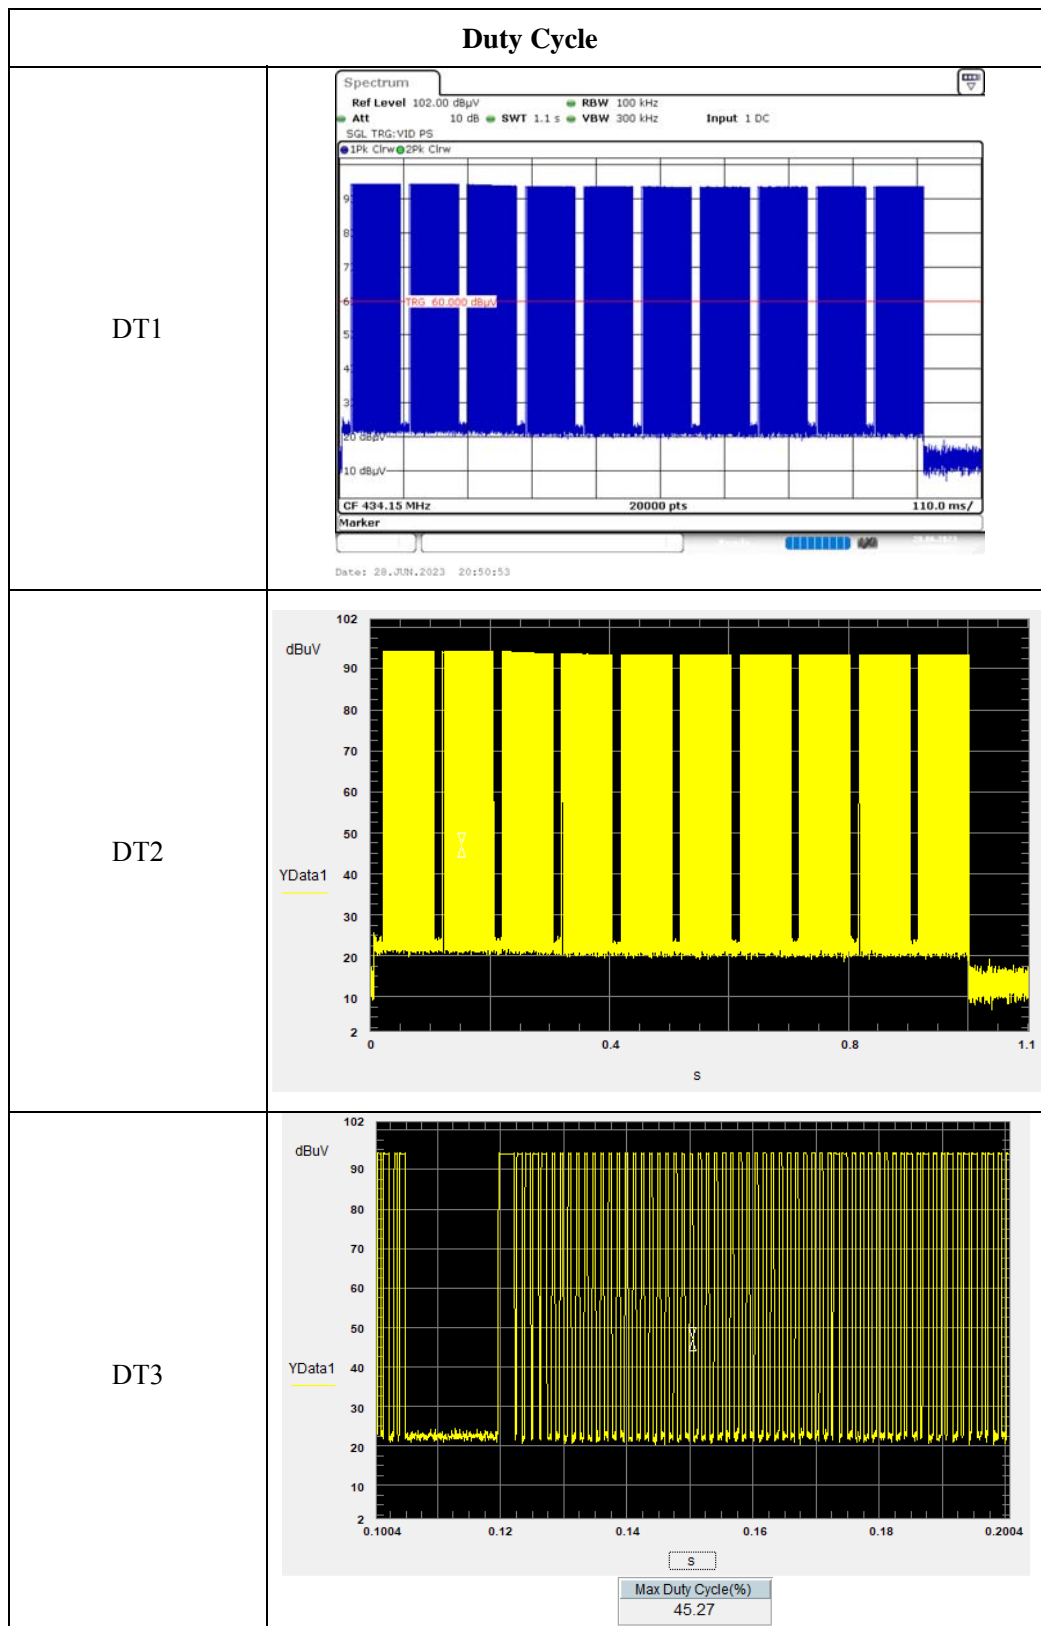 Duty Cycle
DT1
Spectrum
Ref Level 102.00 dBµV RBW 100 kHz
Att 10 dB SWT 1.1 s VBW 300 kHz Input 1 DC
SGL TRG:VID PS
1Pk Clrw 2Pk Clrw
TRG 60.000 dBµV
20 dBµV
10 dBµV
CF 434.15 MHz 20000 pts 110.0 ms/
Marker
Date: 28.JUN.2023 20:50:53
DT2
102
dBuV
90
80
70
60
50
YData1 40
30
20
10
2
0 0.4 0.8 1.1
s
DT3
102
dBuV
90
80
70
60
50
YData1 40
30
20
10
2
0.1004 0.12 0.14 0.16 0.18 0.2004
s
Max Duty Cycle(%)
45.27